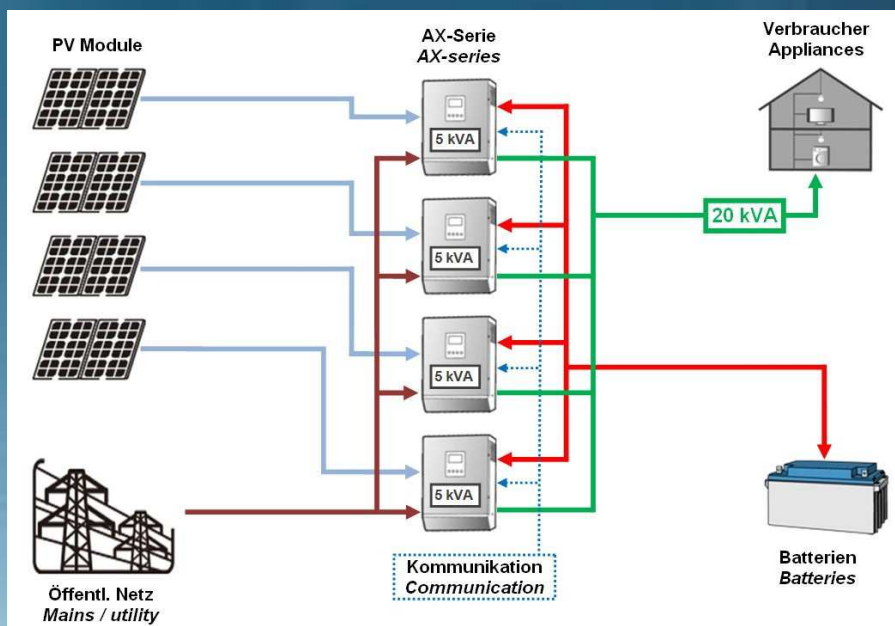 PV Module
AX-Serie
AX-series
Verbraucher
Appliances
5 kVA
5 kVA
5 kVA
5 kVA
20 kVA
Öffentl. Netz
Mains / utility
Kommunikation
Communication
Batterien
Batteries